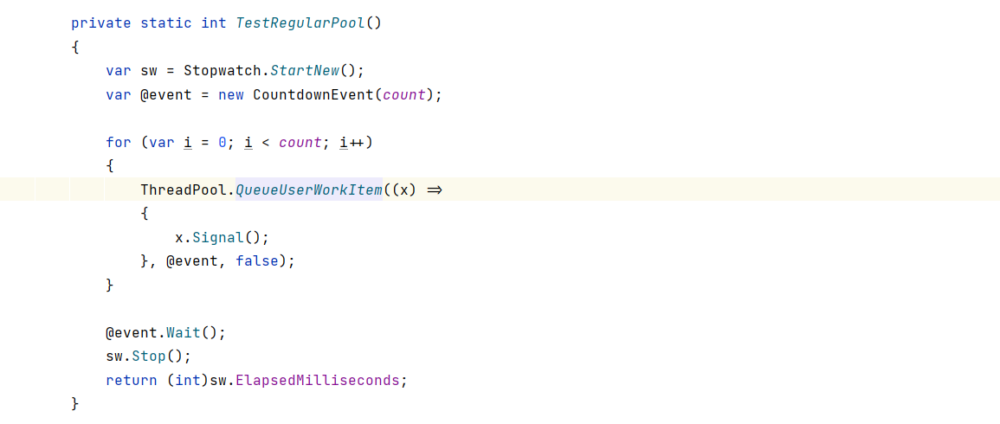 private static int TestRegularPool()
{
    var sw = Stopwatch.StartNew();
    var @event = new CountdownEvent(count);

    for (var i = 0; i < count; i++)
    {
        ThreadPool.QueueUserWorkItem((x) =>
        {
            x.Signal();
        }, @event, false);
    }

    @event.Wait();
    sw.Stop();
    return (int)sw.ElapsedMilliseconds;
}